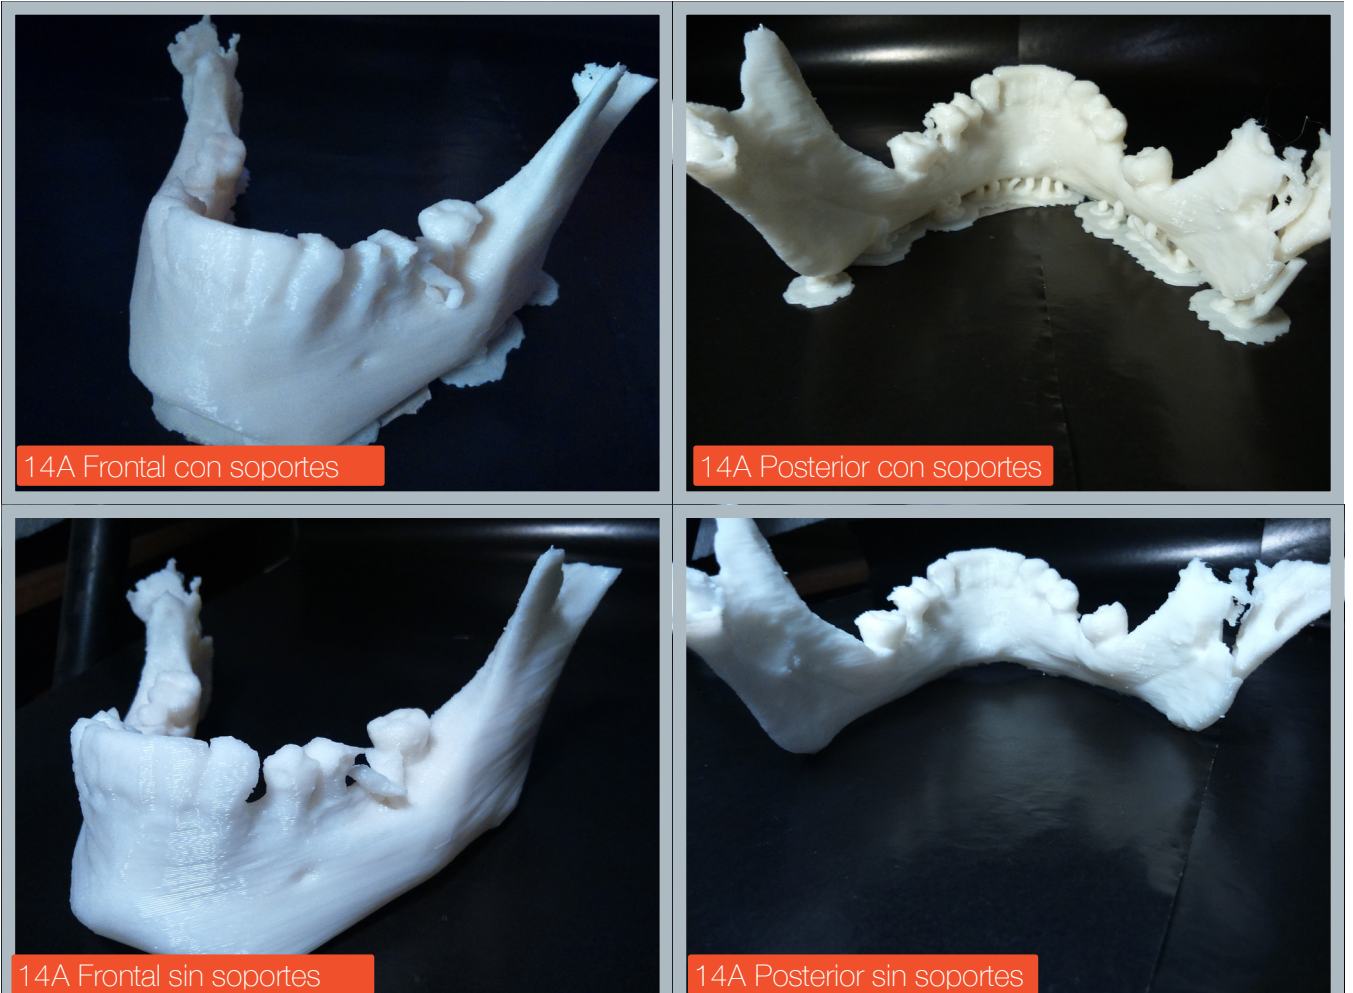 14A Frontal con soportes
14A Posterior con soportes
14A Frontal sin soportes
14A Posterior sin soportes